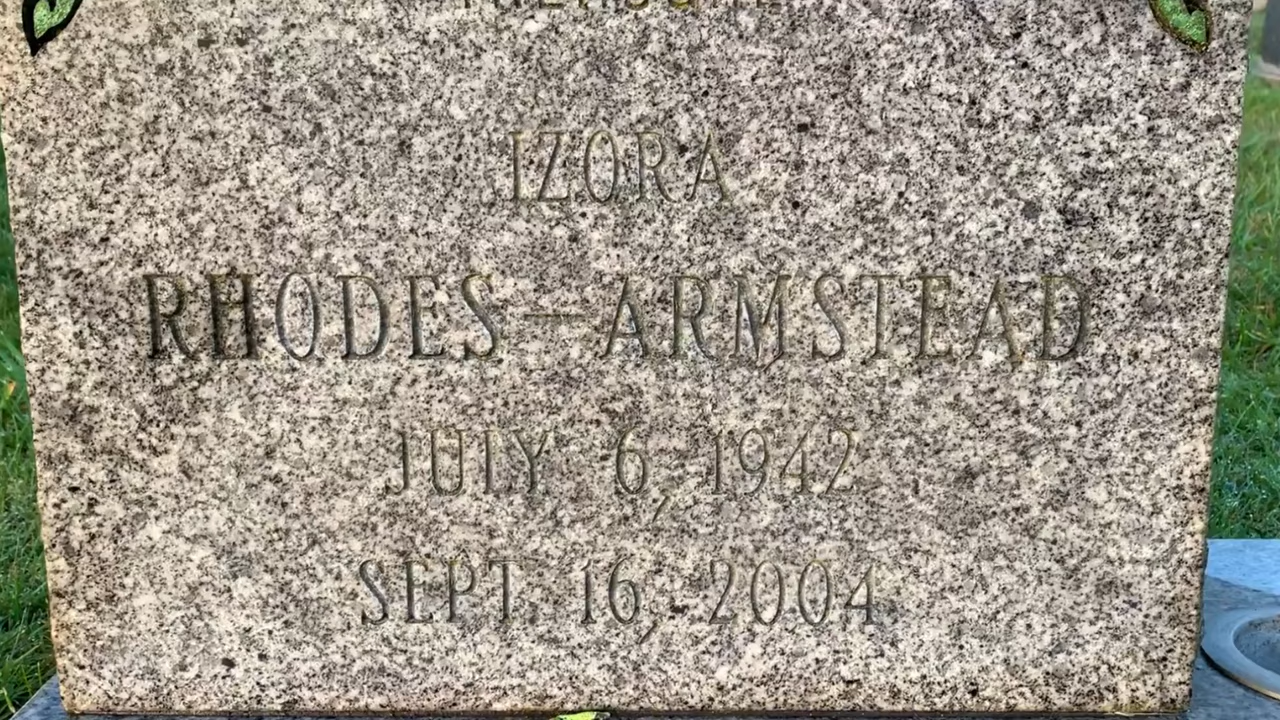 IZORA
RHODES-ARMSTEAD
JULY 6, 1942
SEPT. 16, 2004